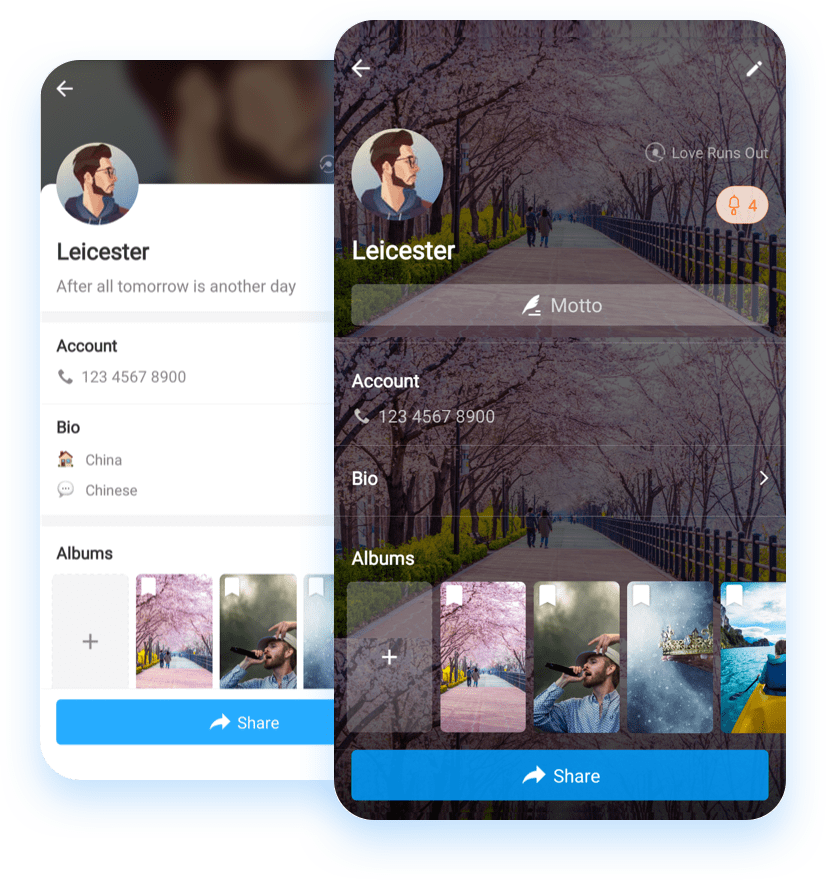 Leicester
After all tomorrow is another day
Account
123 4567 8900
Bio
China
Chinese
Albums
+
Share
Love Runs Out
4
Leicester
Motto
Account
123 4567 8900
Bio
Albums
+
Share